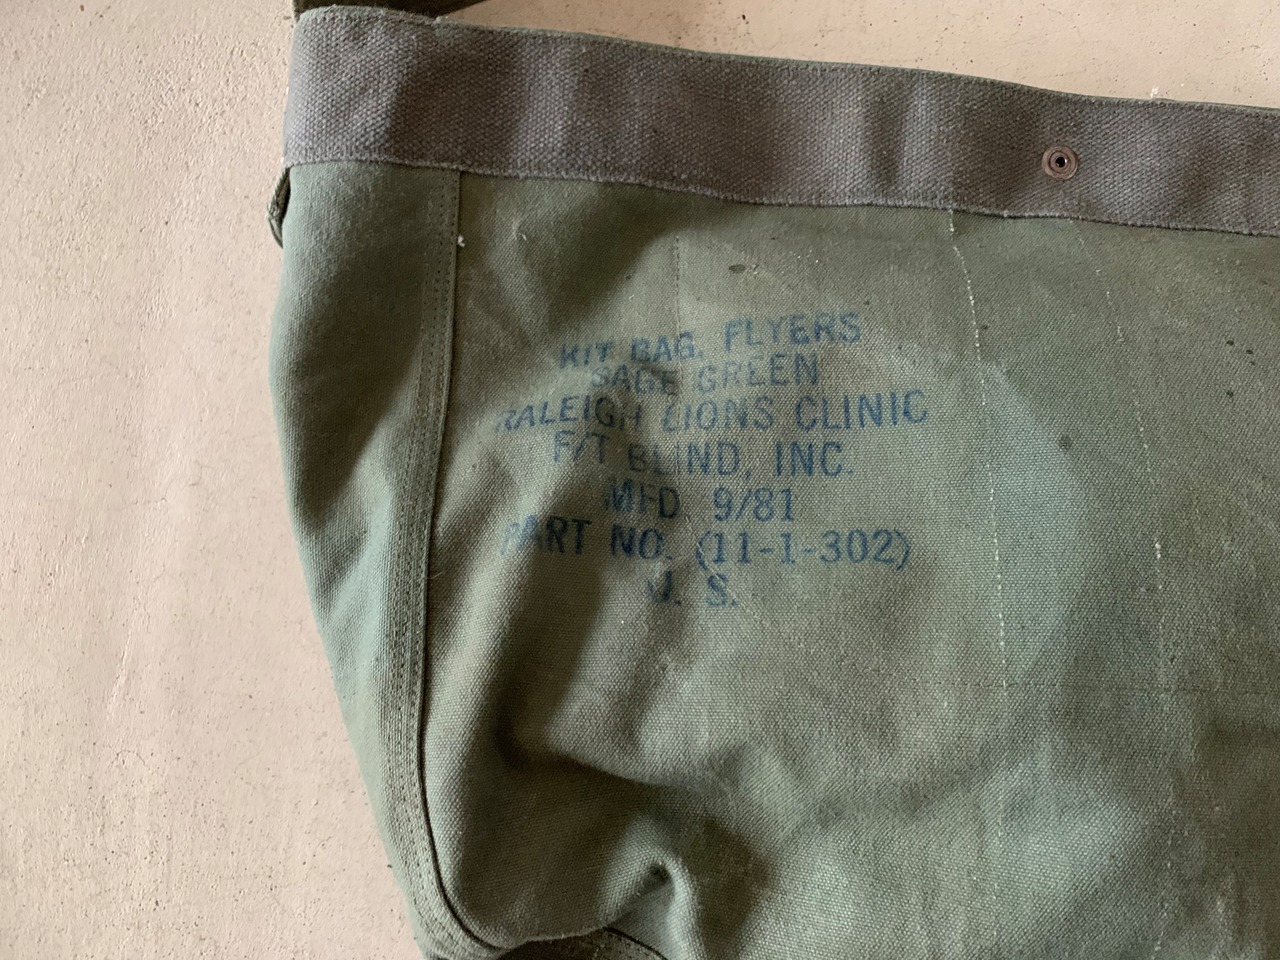 KIT BAG, FLYERS
SAGE GREEN
RALEIGH LIONS CLINIC
F/T BLIND, INC.
MFD 9/81
PART NO. (11-1-302)
U. S.